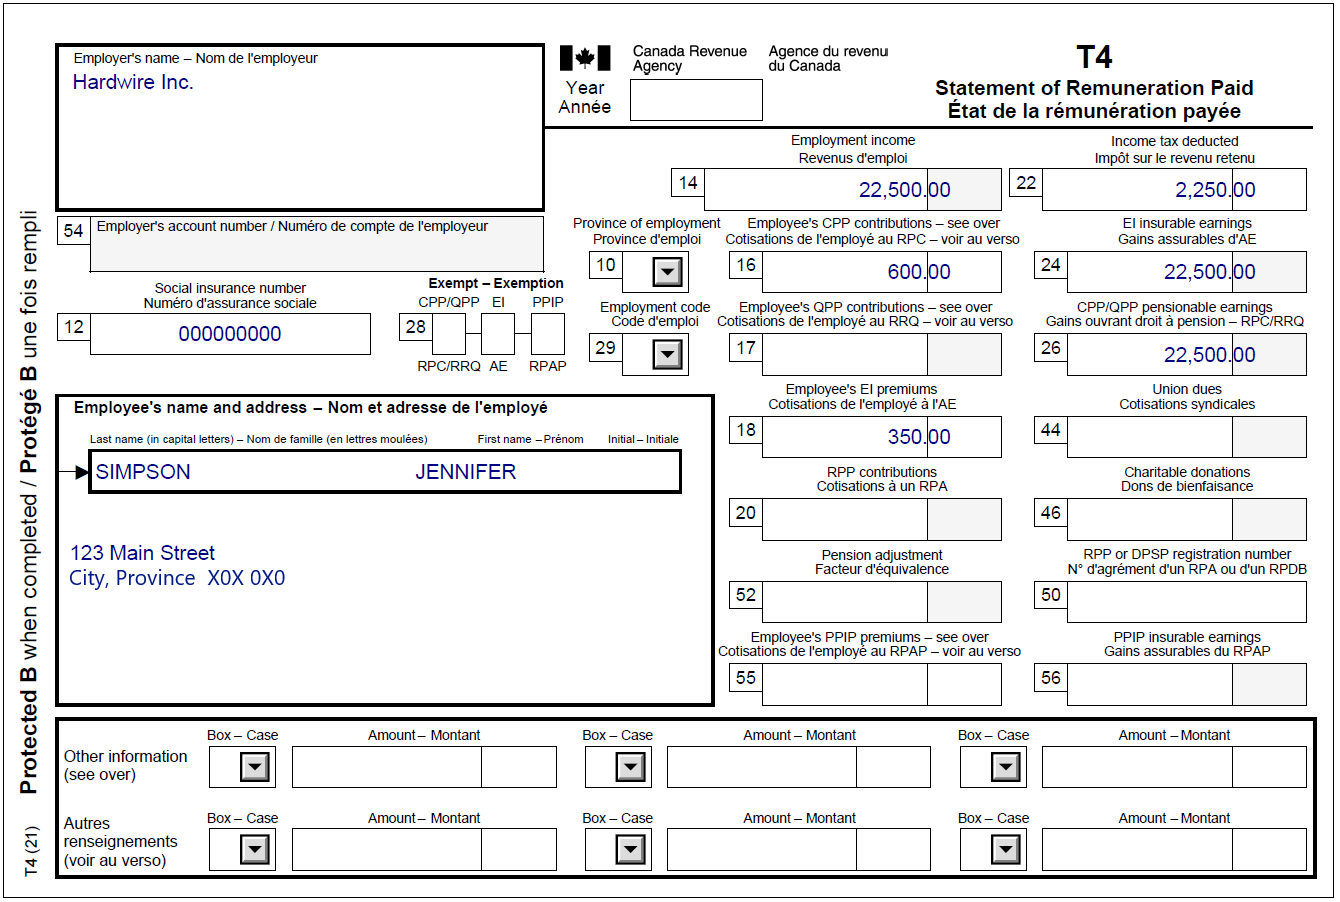 Employer's name – Nom de l'employeur
Hardwire Inc.
Canada Revenue Agency
Agence du revenu du Canada
Year
Année
T4
Statement of Remuneration Paid
État de la rémunération payée
Employment income
Revenus d'emploi
14 22,500.00
Income tax deducted
Impôt sur le revenu retenu
22 2,250.00
54 Employer's account number / Numéro de compte de l'employeur
Province of employment
Province d'emploi
10
Employee's CPP contributions – see over
Cotisations de l'employé au RPC – voir au verso
16 600.00
EI insurable earnings
Gains assurables d'AE
24 22,500.00
Social insurance number
Numéro d'assurance sociale
12 000000000
Exempt – Exemption
CPP/QPP EI PPIP
28
RPC/RRQ AE RPAP
Employment code
Code d'emploi
29
Employee's QPP contributions – see over
Cotisations de l'employé au RRQ – voir au verso
17
CPP/QPP pensionable earnings
Gains ouvrant droit à pension – RPC/RRQ
26 22,500.00
Employee's name and address – Nom et adresse de l'employé
Last name (in capital letters) – Nom de famille (en lettres moulées) First name – Prénom Initial – Initiale
SIMPSON JENNIFER
123 Main Street
City, Province X0X 0X0
Employee's EI premiums
Cotisations de l'employé à l'AE
18 350.00
Union dues
Cotisations syndicales
44
RPP contributions
Cotisations à un RPA
20
Charitable donations
Dons de bienfaisance
46
Pension adjustment
Facteur d'équivalence
52
RPP or DPSP registration number
N° d'agrément d'un RPA ou d'un RPDB
50
Employee's PPIP premiums – see over
Cotisations de l'employé au RPAP – voir au verso
55
PPIP insurable earnings
Gains assurables du RPAP
56
Other information
(see over)
Box – Case Amount – Montant Box – Case Amount – Montant Box – Case Amount – Montant
Autres
renseignements
(voir au verso)
Box – Case Amount – Montant Box – Case Amount – Montant Box – Case Amount – Montant
T4 (21) Protected B when completed / Protégé B une fois rempli